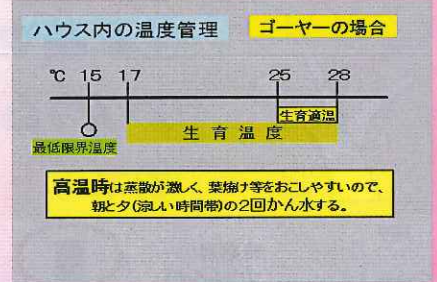 ハウス内の温度管理 ゴーヤーの場合
℃ 15 17 25 28
生育適温
生育温度
最低限界温度
高温時は蒸散が激しく、葉焼け等をおこしやすいので、
朝と夕(涼しい時間帯)の2回かん水する。